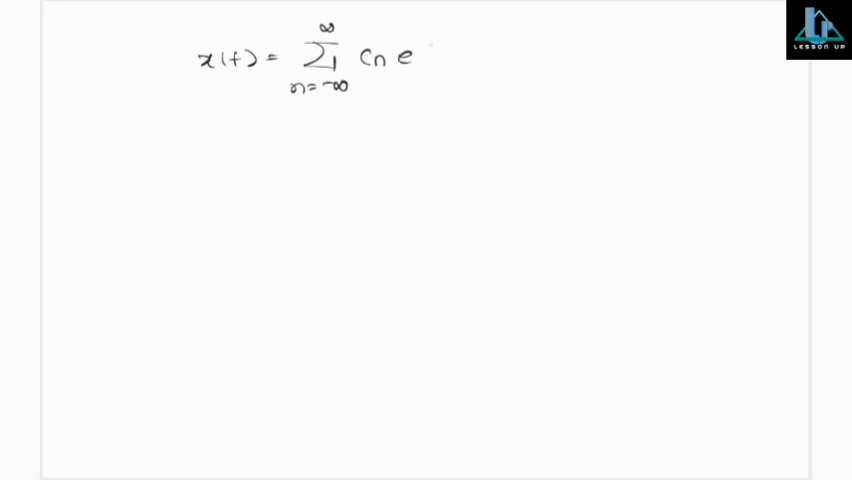 ∞
x(t) = Σ Cn e
n = -∞
LESSON UP